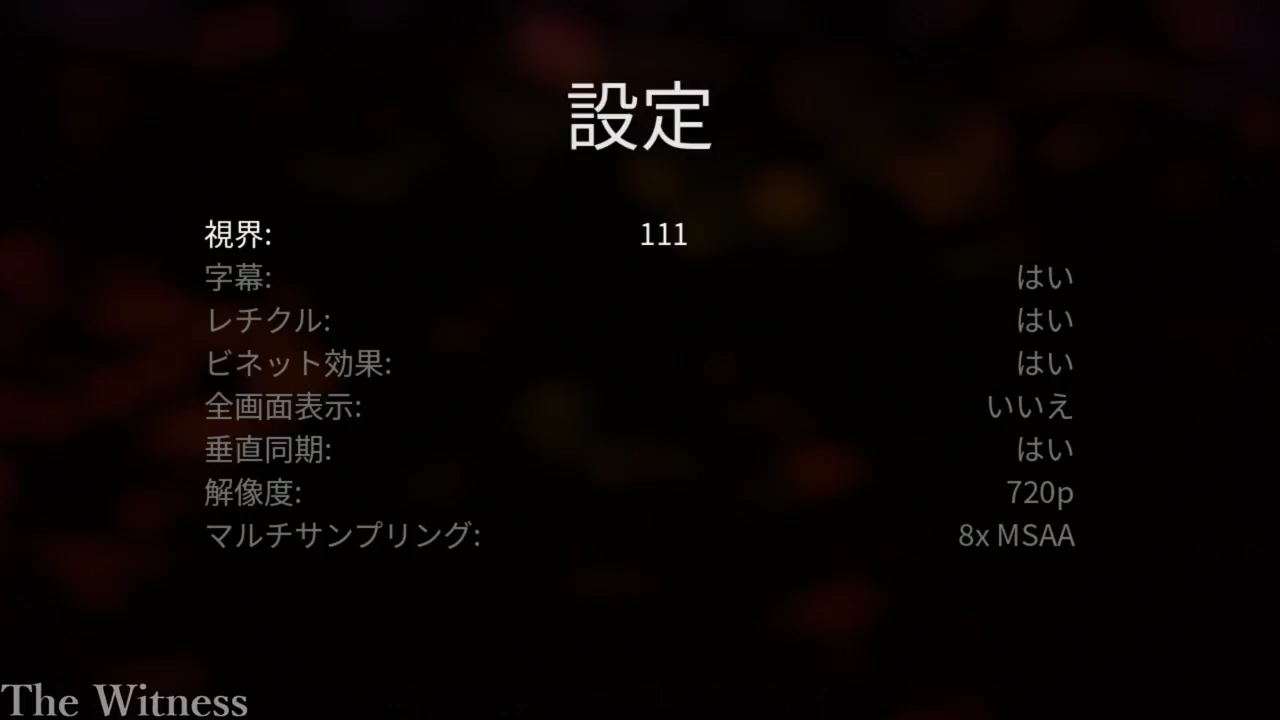 設定
視界: 111
字幕: はい
レチクル: はい
ビネット効果: はい
全画面表示: いいえ
垂直同期: はい
解像度: 720p
マルチサンプリング: 8x MSAA
The Witness